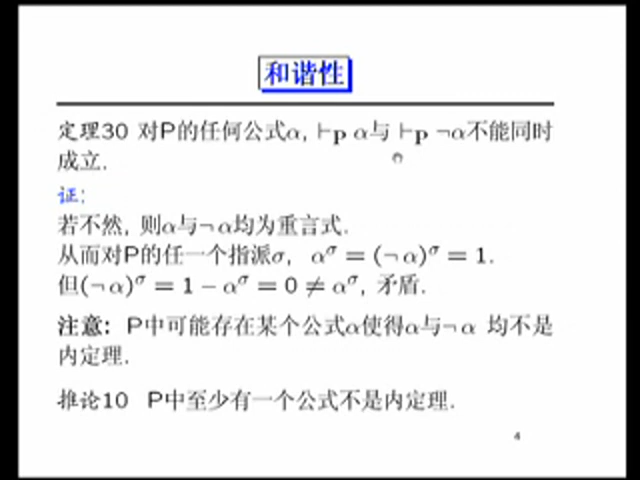 和谐性
定理30 对P的任何公式α, ⊢P α与 ⊢P ¬α不能同时
成立.
证:
若不然, 则α与¬α均为重言式.
从而对P的任一个指派σ, α^σ = (¬α)^σ = 1.
但(¬α)^σ = 1 − α^σ = 0 ≠ α^σ, 矛盾.
注意: P中可能存在某个公式α使得α与¬α 均不是
内定理.
推论10 P中至少有一个公式不是内定理.
4